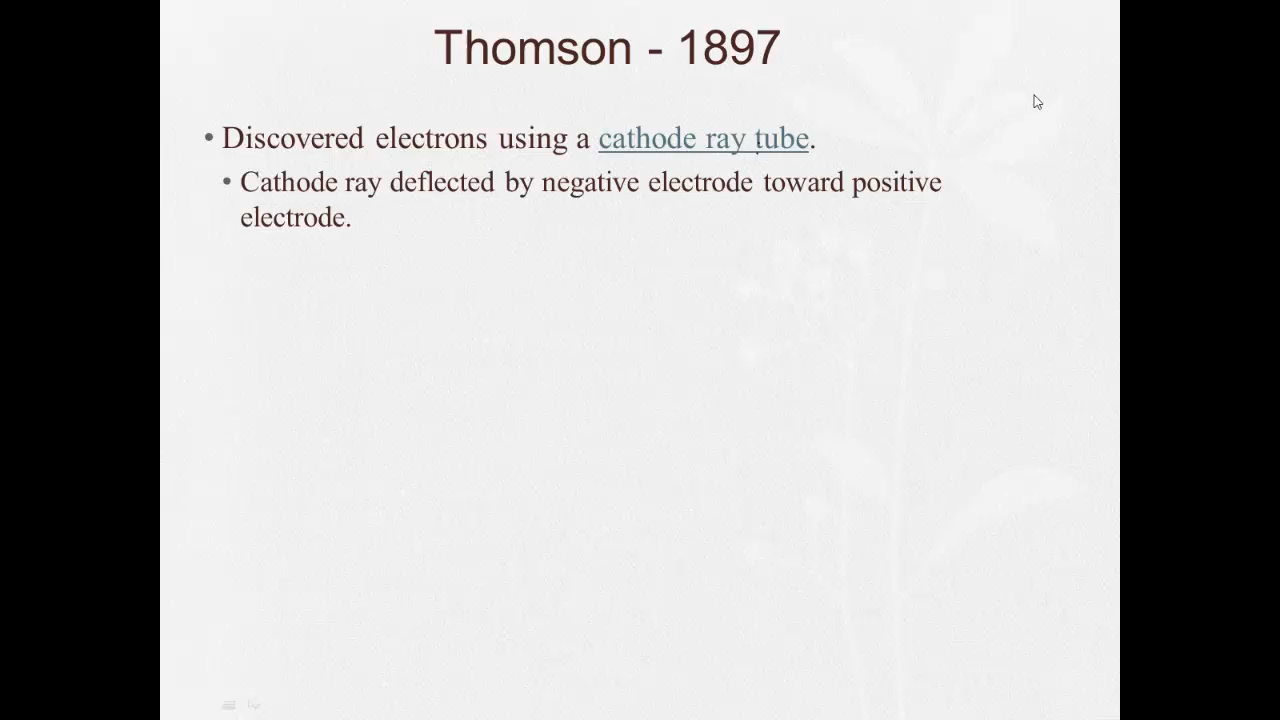 Thomson - 1897
• Discovered electrons using a cathode ray tube.
• Cathode ray deflected by negative electrode toward positive
electrode.